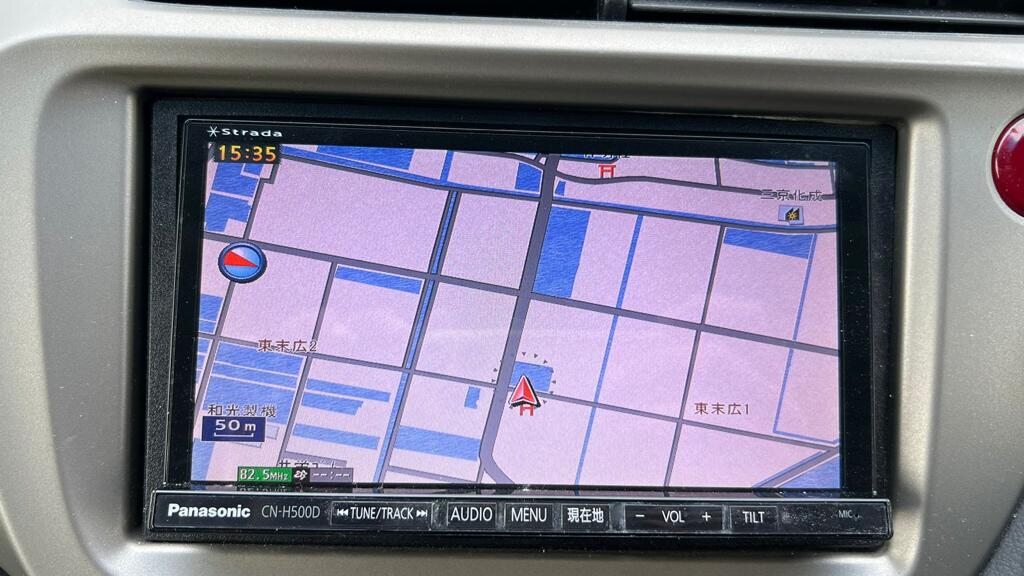 Strada
15:35
三京化成
東末広2
東末広1
和光製機
50m
82.5MHz --:--
Panasonic CN-H500D TUNE/TRACK AUDIO MENU 現在地 − VOL + TILT MIC